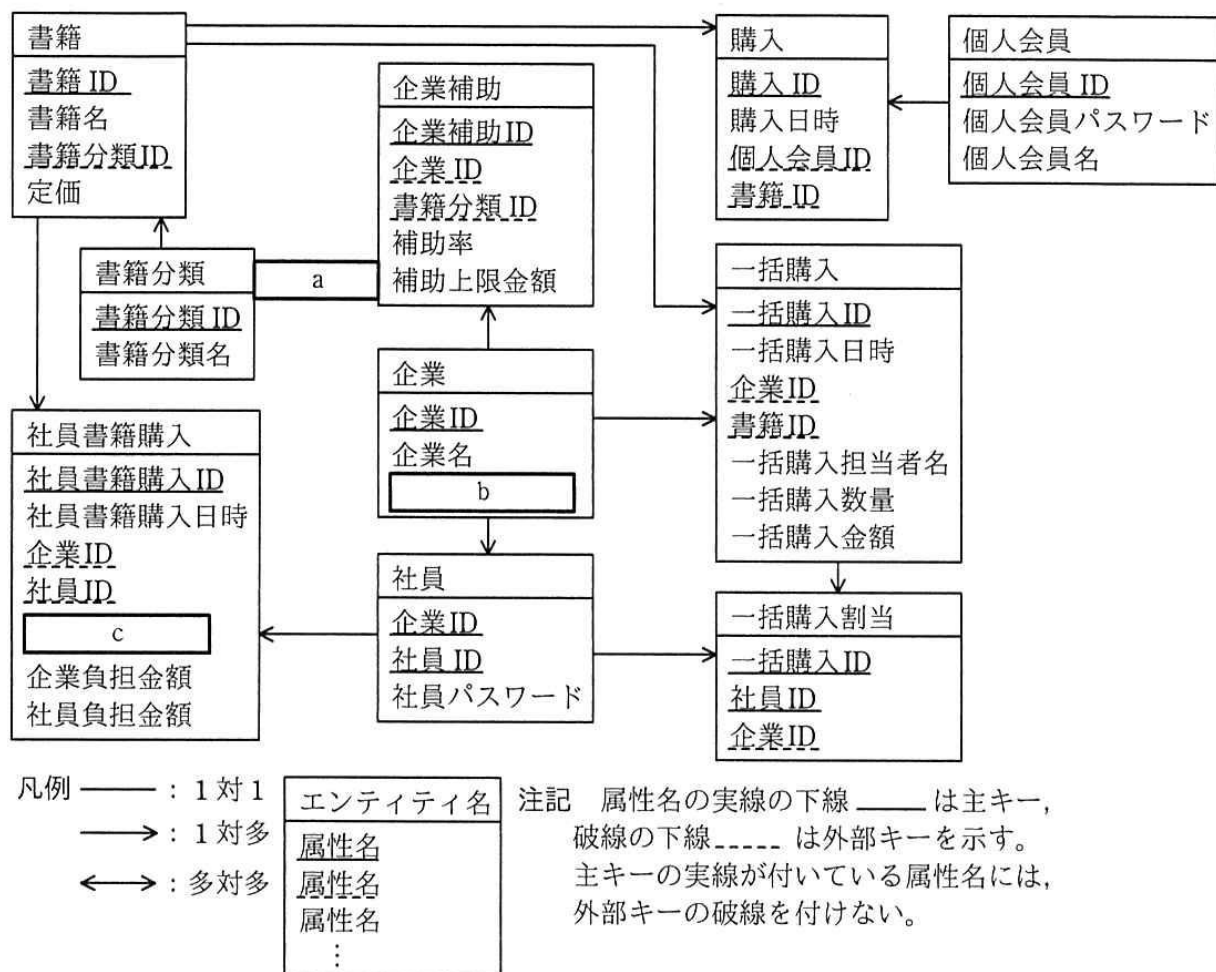 書籍
書籍ID
書籍名
書籍分類ID
定価
企業補助
企業補助ID
企業ID
書籍分類ID
補助率
補助上限金額
購入
購入ID
購入日時
個人会員ID
書籍ID
個人会員
個人会員ID
個人会員パスワード
個人会員名
書籍分類
書籍分類ID
書籍分類名
a
企業
企業ID
企業名
b
一括購入
一括購入ID
一括購入日時
企業ID
書籍ID
一括購入担当者名
一括購入数量
一括購入金額
社員書籍購入
社員書籍購入ID
社員書籍購入日時
企業ID
社員ID
c
企業負担金額
社員負担金額
社員
企業ID
社員ID
社員パスワード
一括購入割当
一括購入ID
社員ID
企業ID
凡例
：1対1
：1対多
：多対多
エンティティ名
属性名
属性名
属性名
⋮
注記　属性名の実線の下線____は主キー，
破線の下線-----は外部キーを示す。
主キーの実線が付いている属性名には，
外部キーの破線を付けない。